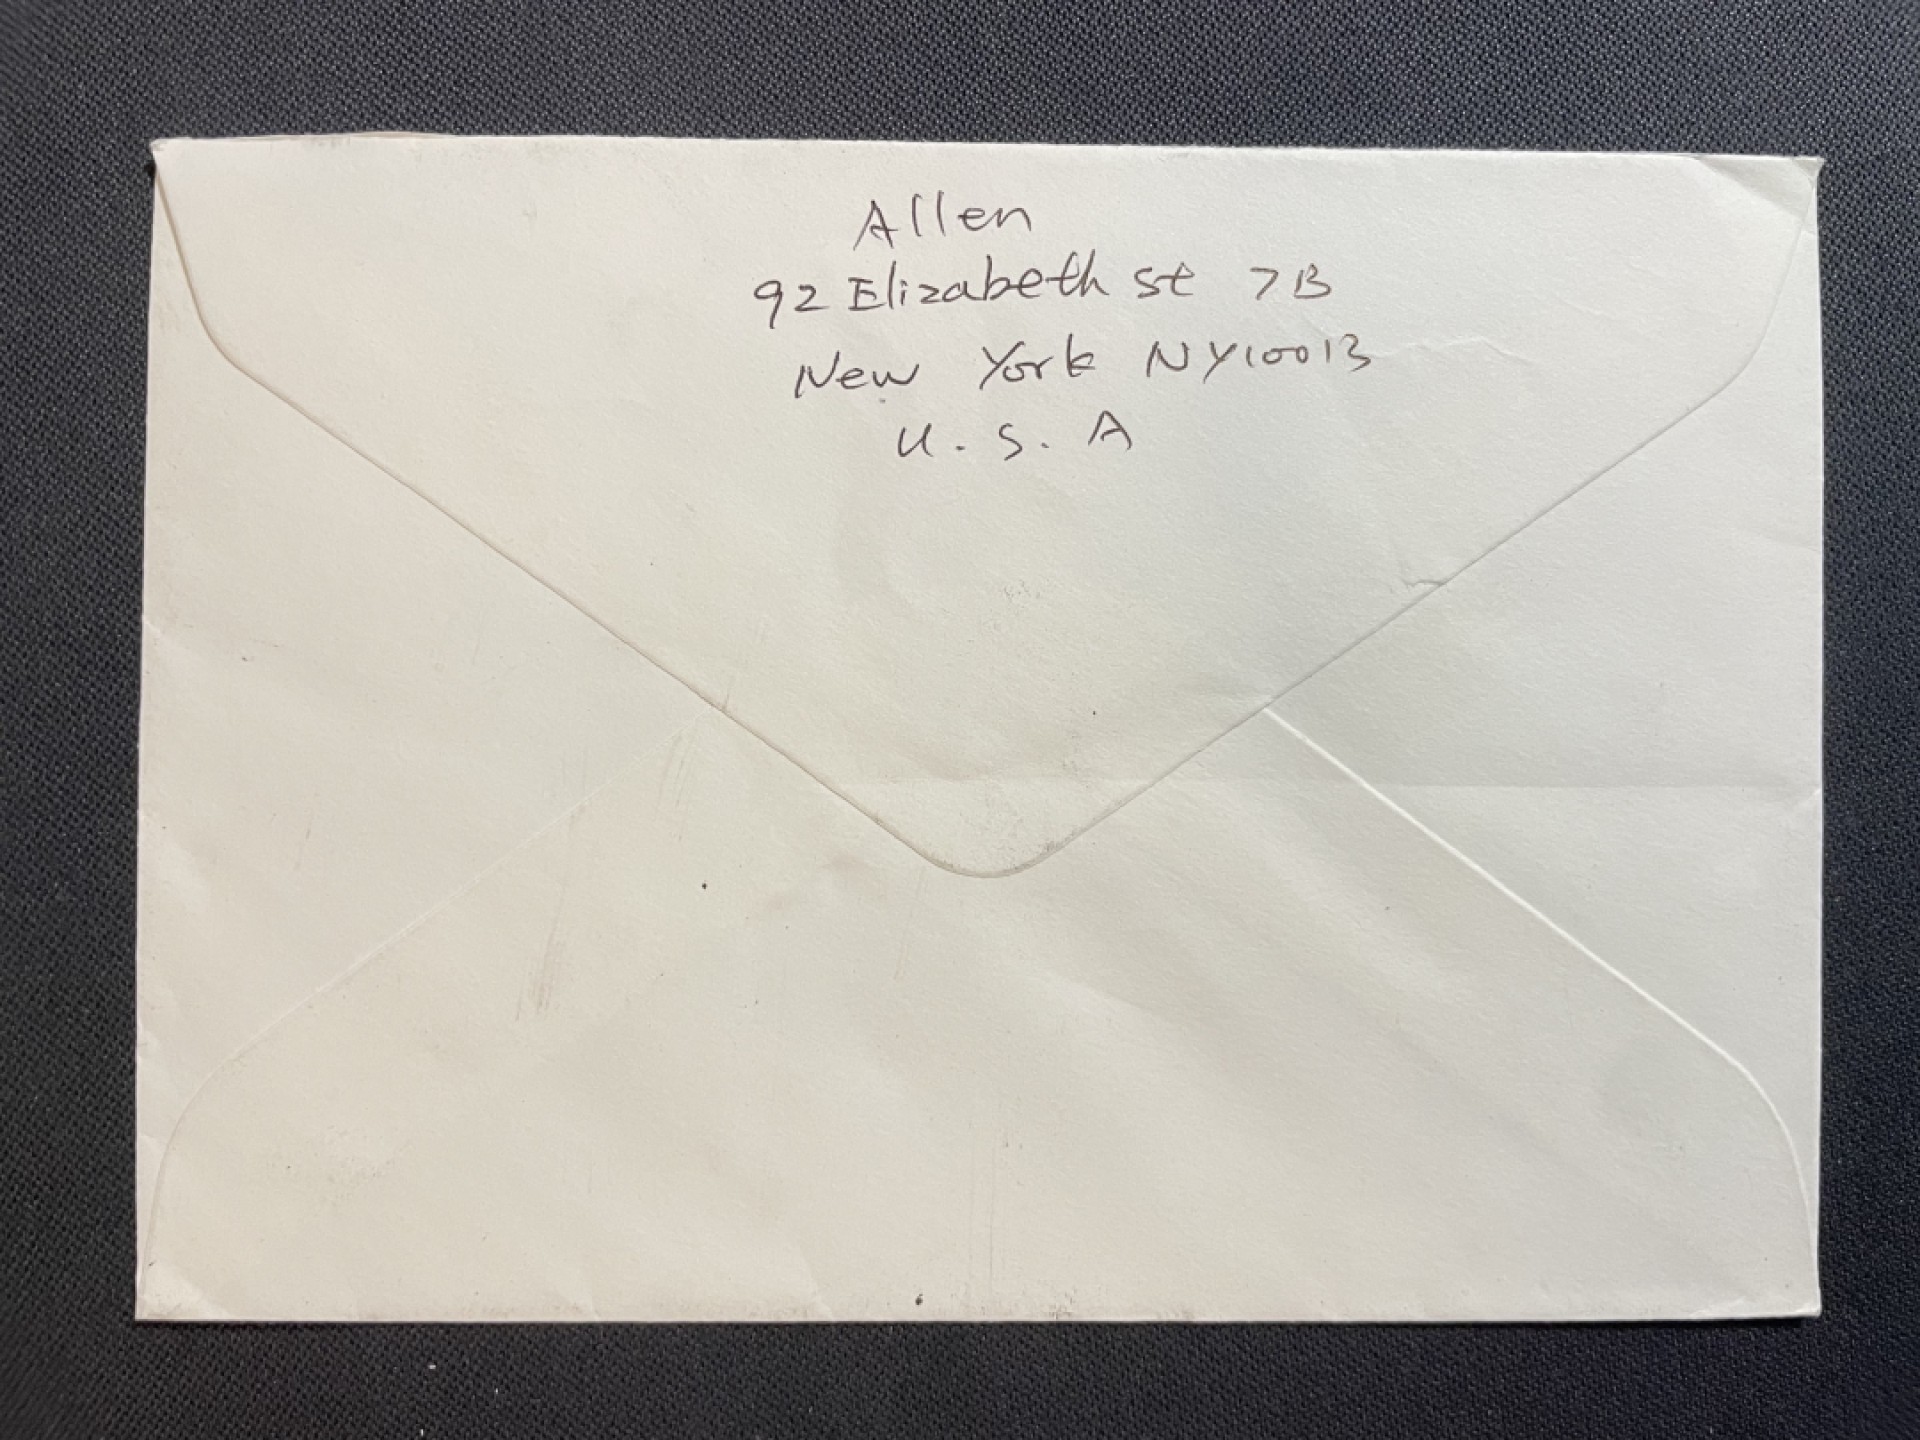 Allen
92 Elizabeth St 7B
New York NY10013
U.S.A